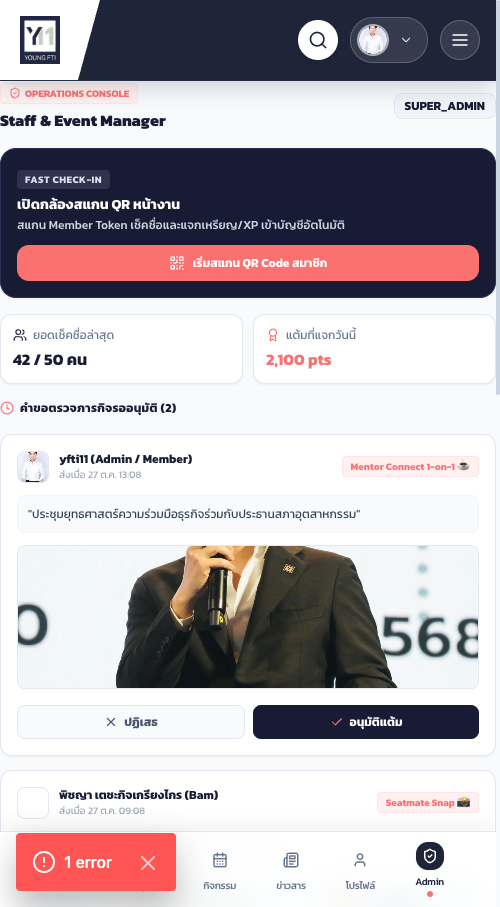 YI1
YOUNG FTI
OPERATIONS CONSOLE
Staff & Event Manager
SUPER_ADMIN
FAST CHECK-IN
เปิดกล้องสแกน QR หน้างาน
สแกน Member Token เช็คชื่อและแจกเหรียญ/XP เข้าบัญชีอัตโนมัติ
เริ่มสแกน QR Code สมาชิก
ยอดเช็คชื่อล่าสุด
42 / 50 คน
แต้มที่แจกวันนี้
2,100 pts
คำขอตรวจภารกิจรออนุมัติ (2)
yfti11 (Admin / Member)
ส่งเมื่อ 27 ต.ค. 13:08
Mentor Connect 1-on-1 ☕
"ประชุมยุทธศาสตร์ความร่วมมือธุรกิจร่วมกับประธานสภาอุตสาหกรรม"
568
ปฏิเสธ
อนุมัติแต้ม
พิชญา เตชะกิจเกรียงไกร (Bam)
ส่งเมื่อ 27 ต.ค. 09:08
Seatmate Snap 📸
1 error
กิจกรรม
ข่าวสาร
โปรไฟล์
Admin